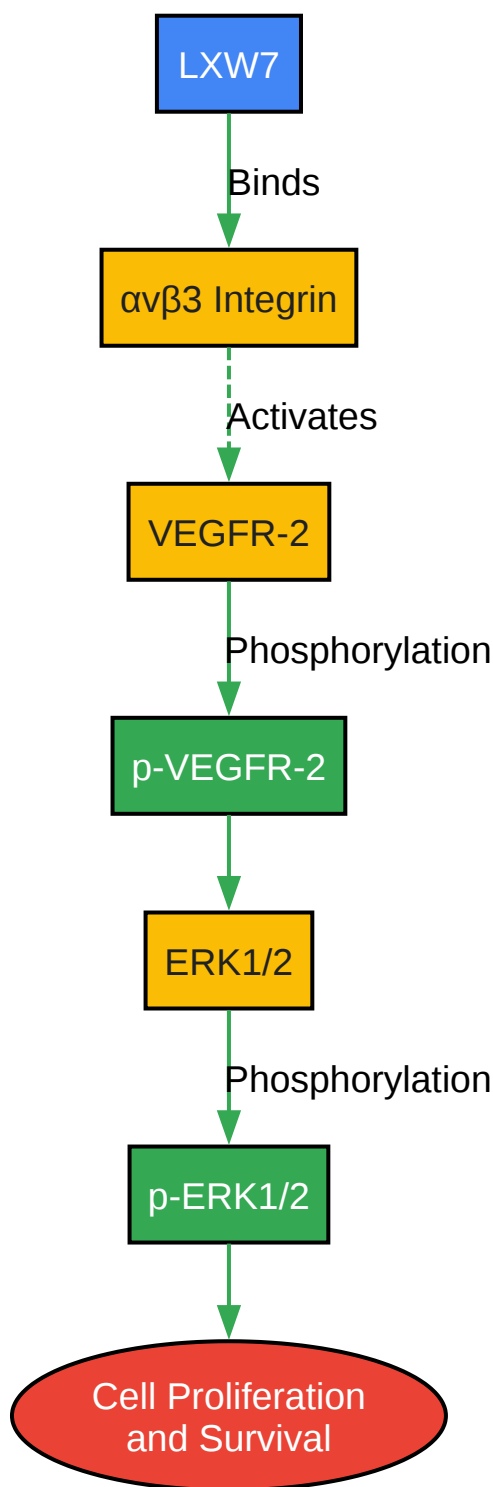 LXW7
Binds
αvβ3 Integrin
Activates
VEGFR-2
Phosphorylation
p-VEGFR-2
ERK1/2
Phosphorylation
p-ERK1/2
Cell Proliferation
and Survival